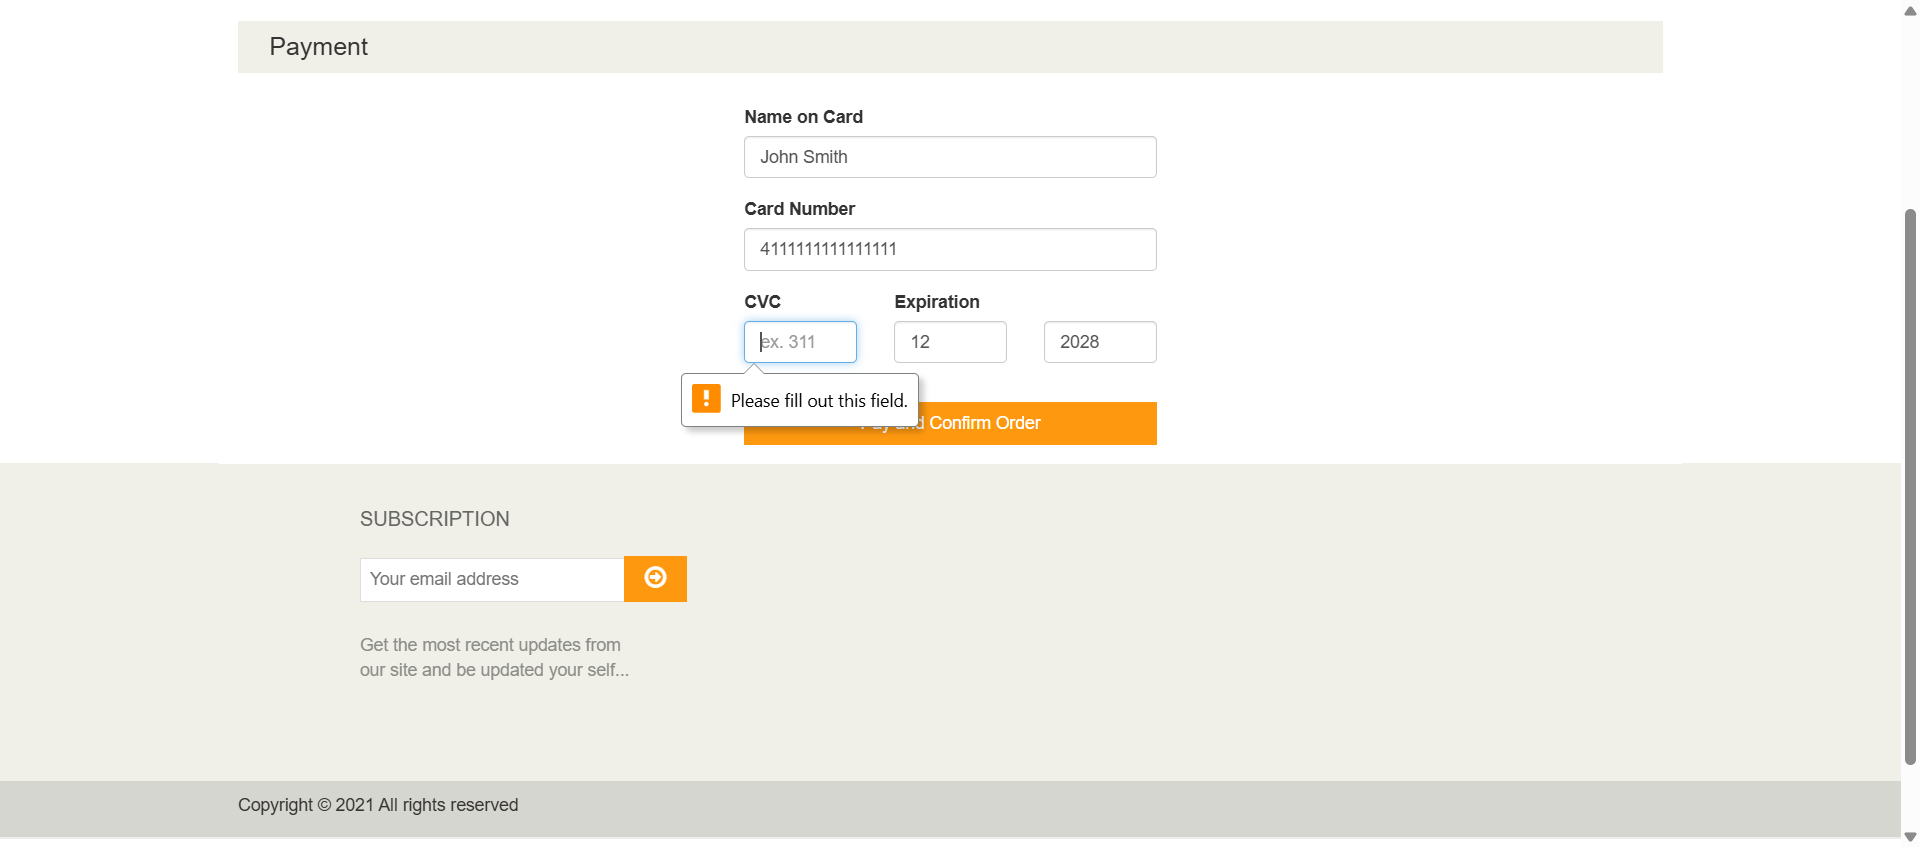 Payment
Name on Card
John Smith
Card Number
4111111111111111
CVC Expiration
ex. 311 12 2028
Please fill out this field.
Pay and Confirm Order
SUBSCRIPTION
Your email address
Get the most recent updates from
our site and be updated your self...
Copyright © 2021 All rights reserved